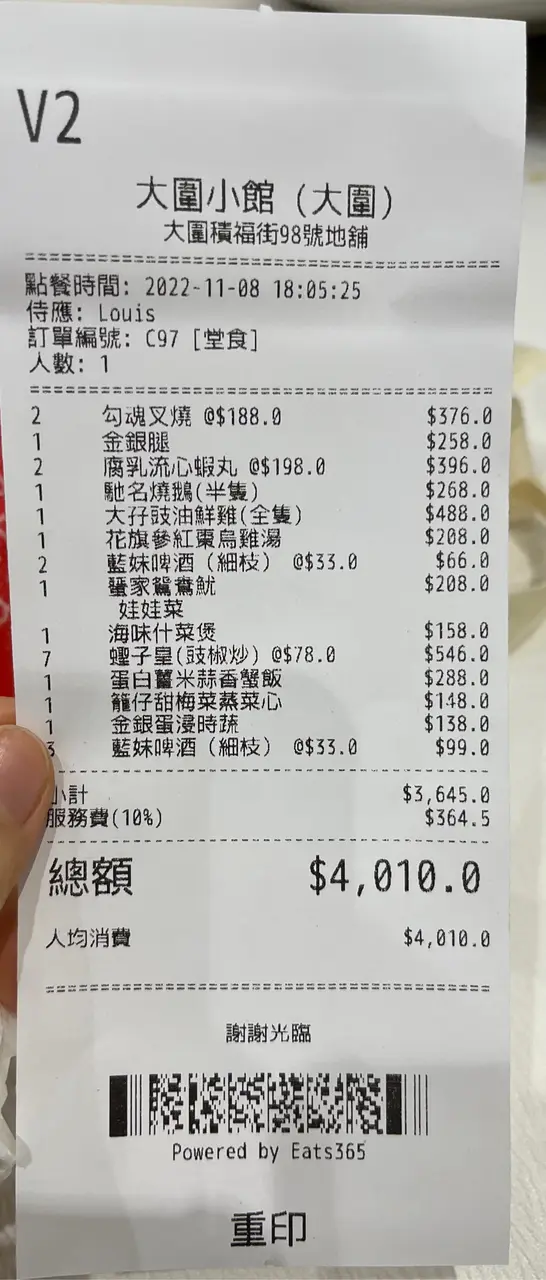 V2
大圍小館 (大圍)
大圍積福街98號地舖
點餐時間: 2022-11-08 18:05:25
侍應: Louis
訂單編號: C97 [堂食]
人數: 1
2 勾魂叉燒 @$188.0 $376.0
1 金銀腿 $258.0
2 腐乳流心蝦丸 @$198.0 $396.0
1 馳名燒鵝(半隻) $268.0
1 大孖豉油鮮雞(全隻) $488.0
1 花旗參紅棗烏雞湯 $208.0
2 藍妹啤酒 (細枝) @$33.0 $66.0
1 蜑家鴛鴦魷 $208.0
娃娃菜
1 海味什菜煲 $158.0
7 蟶子皇(豉椒炒) @$78.0 $546.0
1 蛋白薑米蒜香蟹飯 $288.0
1 籠仔甜梅菜蒸菜心 $148.0
1 金銀蛋浸時蔬 $138.0
3 藍妹啤酒 (細枝) @$33.0 $99.0
小計 $3,645.0
服務費(10%) $364.5
總額 $4,010.0
人均消費 $4,010.0
謝謝光臨
Powered by Eats365
重印